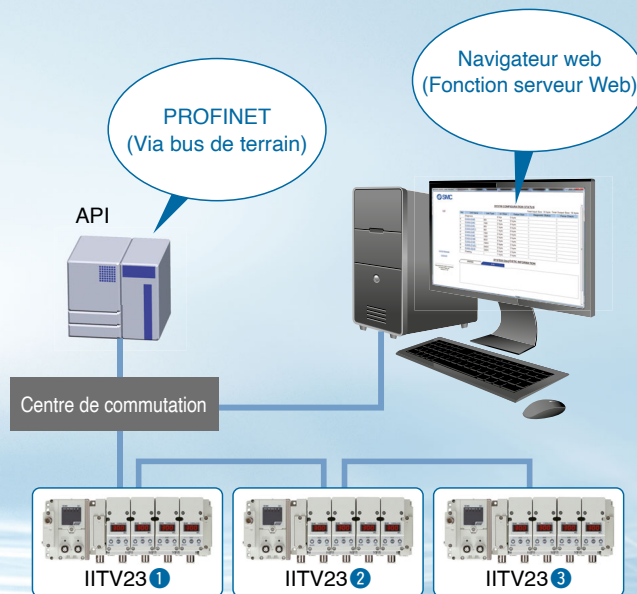 Navigateur web
(Fonction serveur Web)
PROFINET
(Via bus de terrain)
API
SMC
Centre de commutation
IITV23 1
IITV23 2
IITV23 3